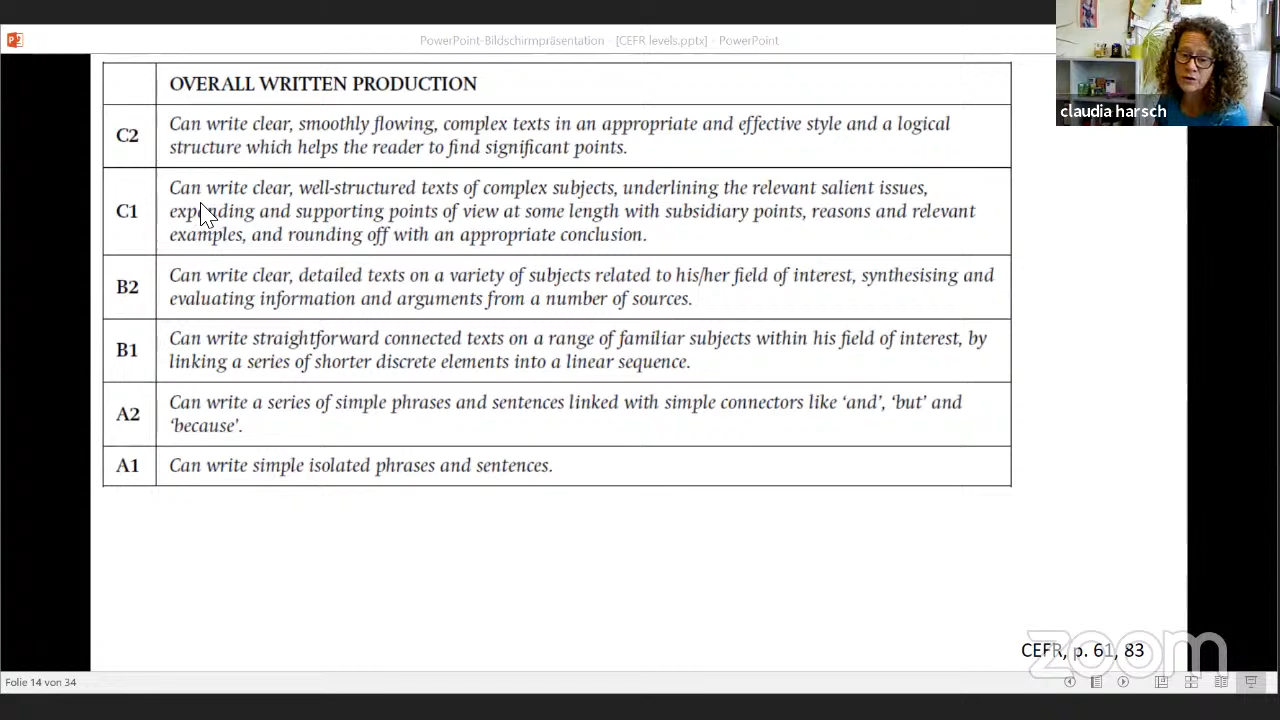 PowerPoint-Bildschirmpräsentation - [CEFR levels.pptx] - PowerPoint
claudia harsch
OVERALL WRITTEN PRODUCTION
C2
Can write clear, smoothly flowing, complex texts in an appropriate and effective style and a logical
structure which helps the reader to find significant points.
C1
Can write clear, well-structured texts of complex subjects, underlining the relevant salient issues,
expanding and supporting points of view at some length with subsidiary points, reasons and relevant
examples, and rounding off with an appropriate conclusion.
B2
Can write clear, detailed texts on a variety of subjects related to his/her field of interest, synthesising and
evaluating information and arguments from a number of sources.
B1
Can write straightforward connected texts on a range of familiar subjects within his field of interest, by
linking a series of shorter discrete elements into a linear sequence.
A2
Can write a series of simple phrases and sentences linked with simple connectors like ‘and’, ‘but’ and
‘because’.
A1
Can write simple isolated phrases and sentences.
CEFR, p. 61, 83
zoom
Folie 14 von 34